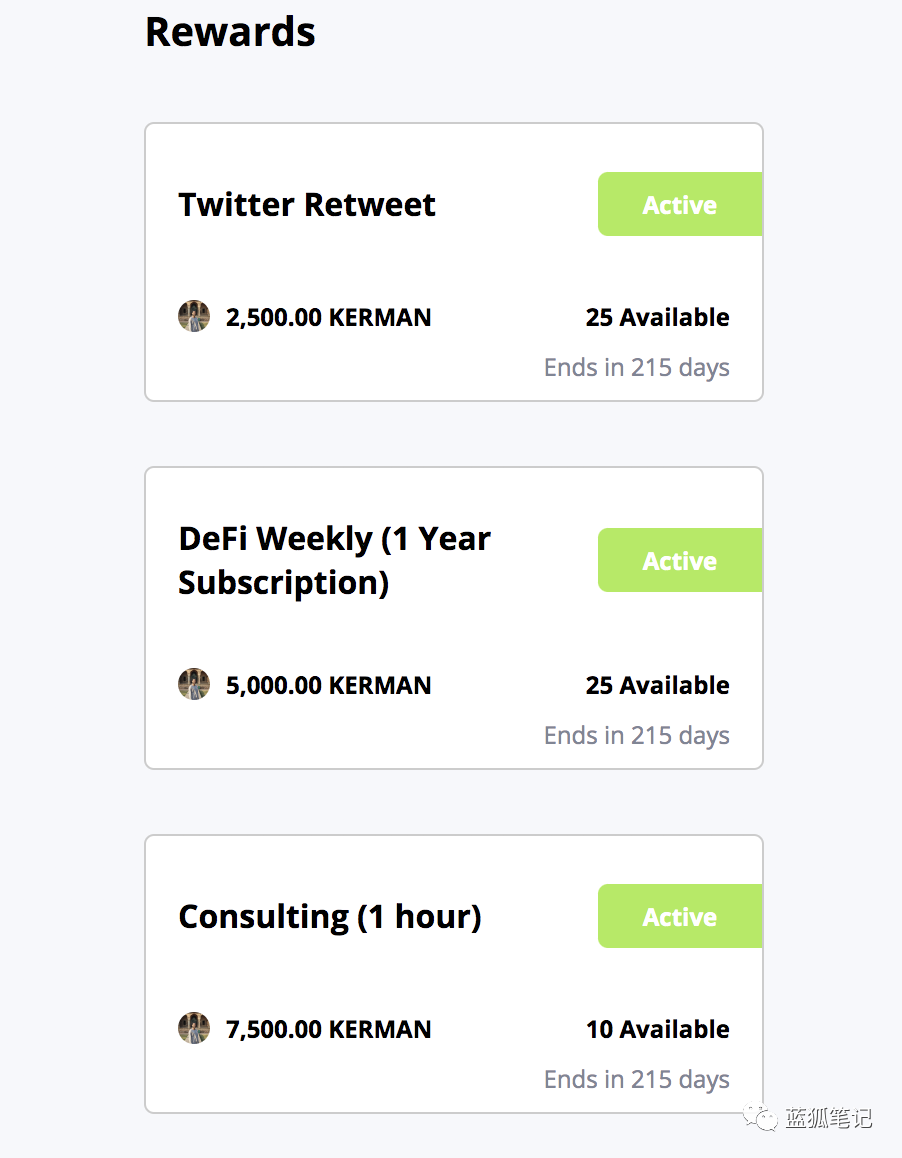 Rewards
Twitter Retweet
Active
2,500.00 KERMAN
25 Available
Ends in 215 days
DeFi Weekly (1 Year
Subscription)
Active
5,000.00 KERMAN
25 Available
Ends in 215 days
Consulting (1 hour)
Active
7,500.00 KERMAN
10 Available
Ends in 215 days
蓝狐笔记